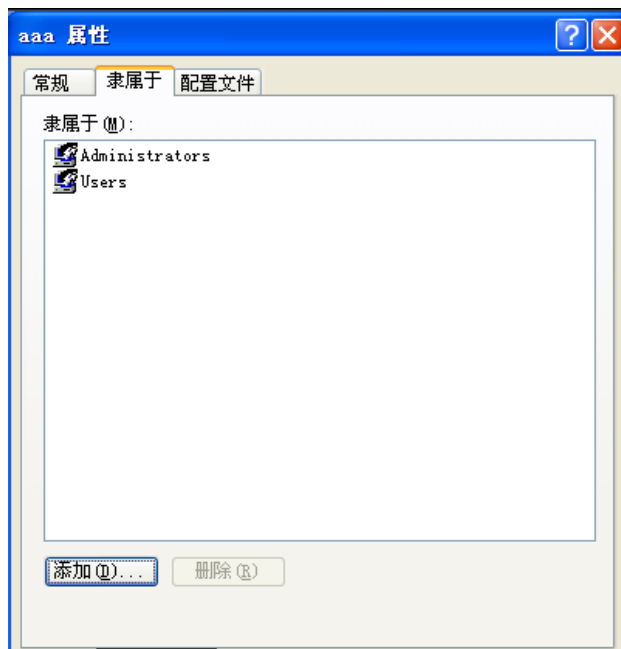 aaa 属性
常规 隶属于 配置文件
隶属于(M):
Administrators
Users
添加(D)... 删除(R)